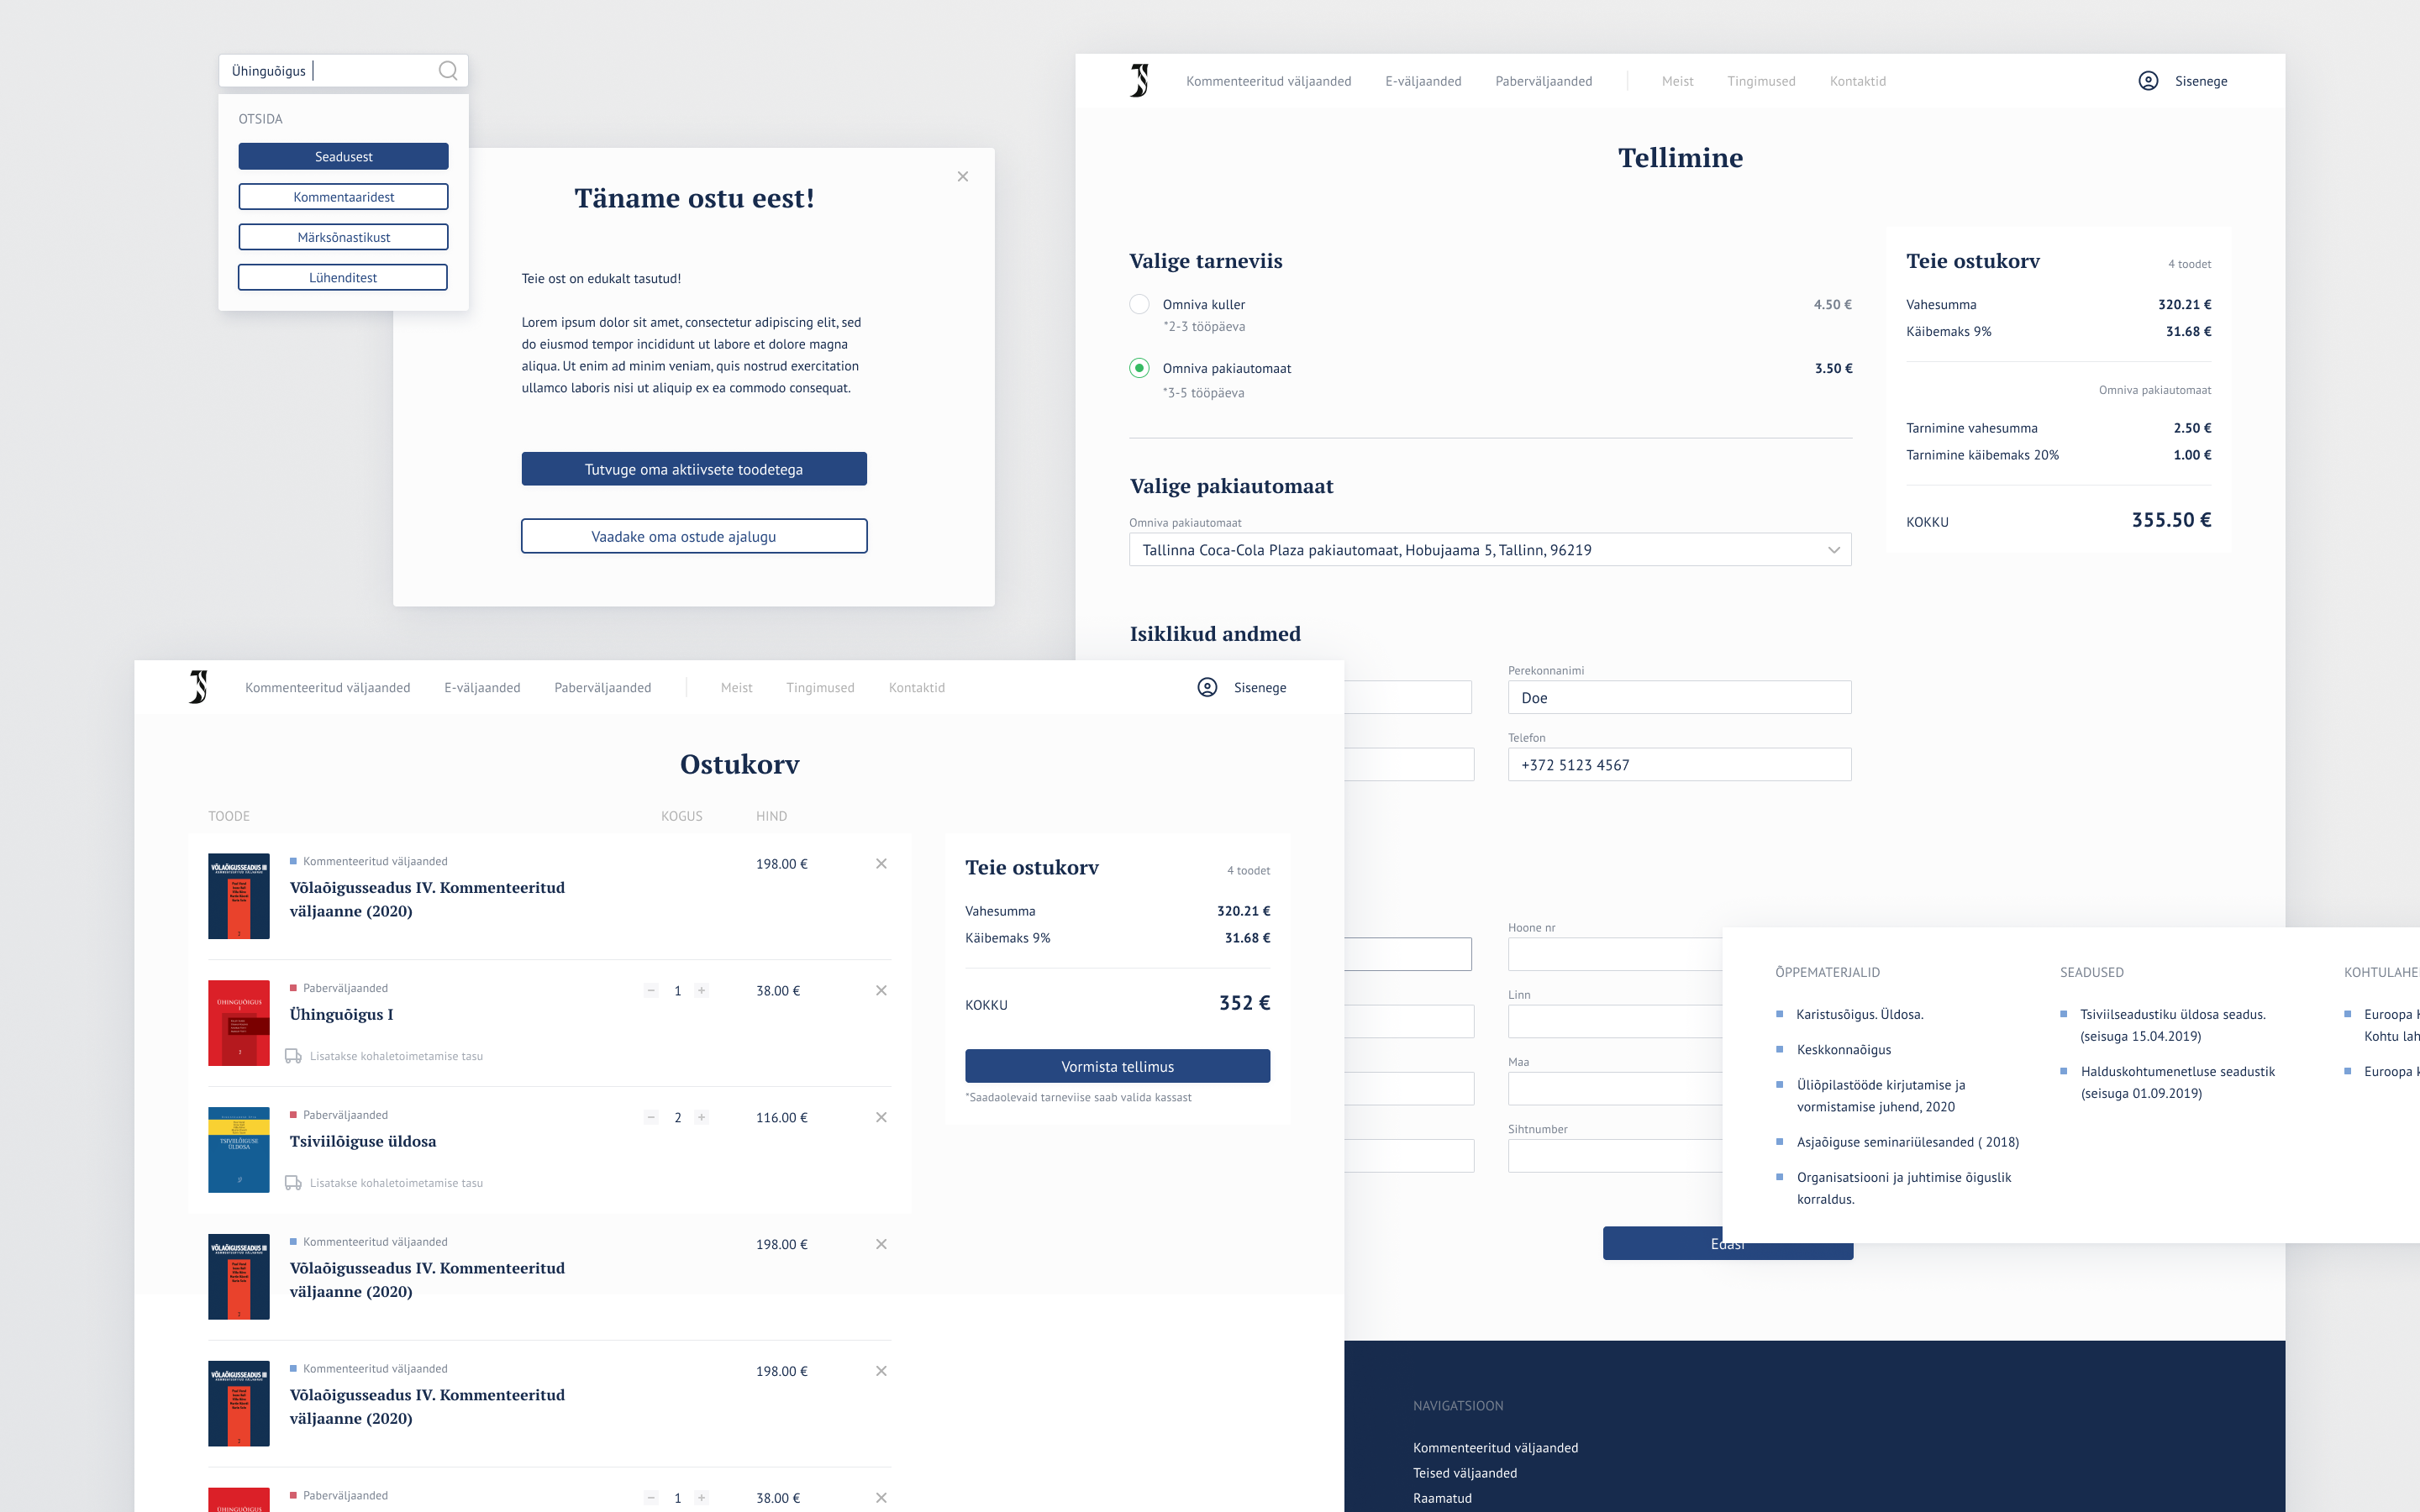 Ühinguõigus
OTSIDA
Seadusest
Kommentaaridest
Märksõnastikust
Lühenditest
Täname ostu eest!
Teie ost on edukalt tasutud!
Lorem ipsum dolor sit amet, consectetur adipiscing elit, sed
do eiusmod tempor incididunt ut labore et dolore magna
aliqua. Ut enim ad minim veniam, quis nostrud exercitation
ullamco laboris nisi ut aliquip ex ea commodo consequat.
Tutvuge oma aktiivsete toodetega
Vaadake oma ostude ajalugu
Kommenteeritud väljaanded E-väljaanded Paberväljaanded Meist Tingimused Kontaktid Sisenege
Tellimine
Valige tarneviis
Omniva kuller 4.50 €
*2-3 tööpäeva
Omniva pakiautomaat 3.50 €
*3-5 tööpäeva
Valige pakiautomaat
Omniva pakiautomaat
Tallinna Coca-Cola Plaza pakiautomaat, Hobujaama 5, Tallinn, 96219
Isiklikud andmed
Perekonnanimi
Doe
Telefon
+372 5123 4567
Hoone nr
Linn
Maa
Sihtnumber
Edasi
Teie ostukorv 4 toodet
Vahesumma 320.21 €
Käibemaks 9% 31.68 €
Omniva pakiautomaat
Tarnimine vahesumma 2.50 €
Tarnimine käibemaks 20% 1.00 €
KOKKU 355.50 €
Kommenteeritud väljaanded E-väljaanded Paberväljaanded Meist Tingimused Kontaktid Sisenege
Ostukorv
TOODE KOGUS HIND
VÕLAÕIGUSSEADUS III
Kommenteeritud väljaanded 198.00 €
Võlaõigusseadus IV. Kommenteeritud
väljaanne (2020)
ÜHINGUÕIGUS
I
Paberväljaanded 1 38.00 €
Ühinguõigus I
Lisatakse kohaletoimetamise tasu
TSIVIILÕIGUSE
ÜLDOSA
Paberväljaanded 2 116.00 €
Tsiviilõiguse üldosa
Lisatakse kohaletoimetamise tasu
VÕLAÕIGUSSEADUS III
Kommenteeritud väljaanded 198.00 €
Võlaõigusseadus IV. Kommenteeritud
väljaanne (2020)
VÕLAÕIGUSSEADUS III
Kommenteeritud väljaanded 198.00 €
Võlaõigusseadus IV. Kommenteeritud
väljaanne (2020)
Paberväljaanded 1 38.00 €
ÜHINGUÕIGUS
Teie ostukorv 4 toodet
Vahesumma 320.21 €
Käibemaks 9% 31.68 €
KOKKU 352 €
Vormista tellimus
*Saadaolevaid tarneviise saab valida kassast
ÕPPEMATERJALID
Karistusõigus. Üldosa.
Keskkonnaõigus
Üliõpilastööde kirjutamise ja
vormistamise juhend, 2020
Asjaõiguse seminariülesanded ( 2018)
Organisatsiooni ja juhtimise õiguslik
korraldus.
SEADUSED
Tsiviilseadustiku üldosa seadus.
(seisuga 15.04.2019)
Halduskohtumenetluse seadustik
(seisuga 01.09.2019)
KOHTULAHE
Euroopa
Kohtu lah
Euroopa
NAVIGATSIOON
Kommenteeritud väljaanded
Teised väljaanded
Raamatud